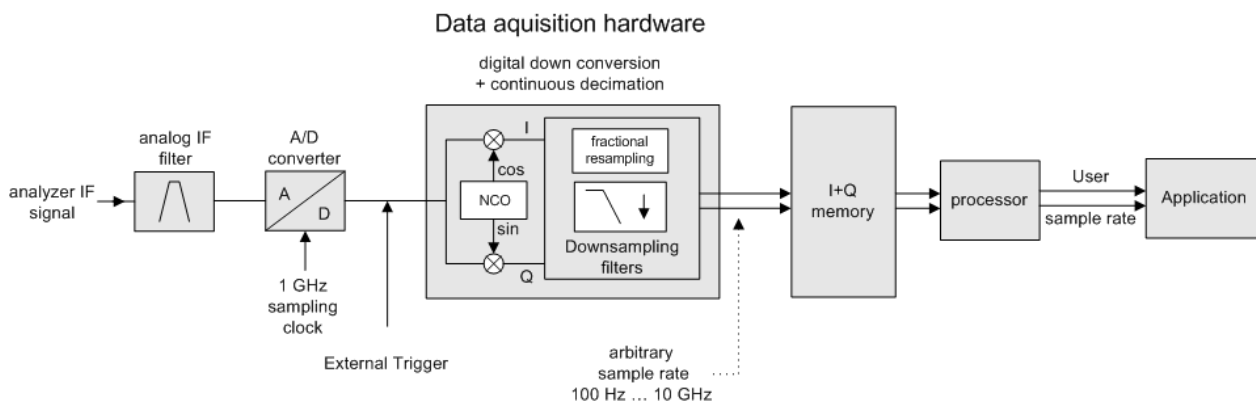 Data aquisition hardware
digital down conversion
+ continuous decimation
analog IF
filter
A/D
converter
analyzer IF
signal
A
D
1 GHz
sampling
clock
External Trigger
I
cos
NCO
sin
Q
fractional
resampling
Downsampling
filters
arbitrary
sample rate
100 Hz … 10 GHz
I+Q
memory
processor
User
sample rate
Application